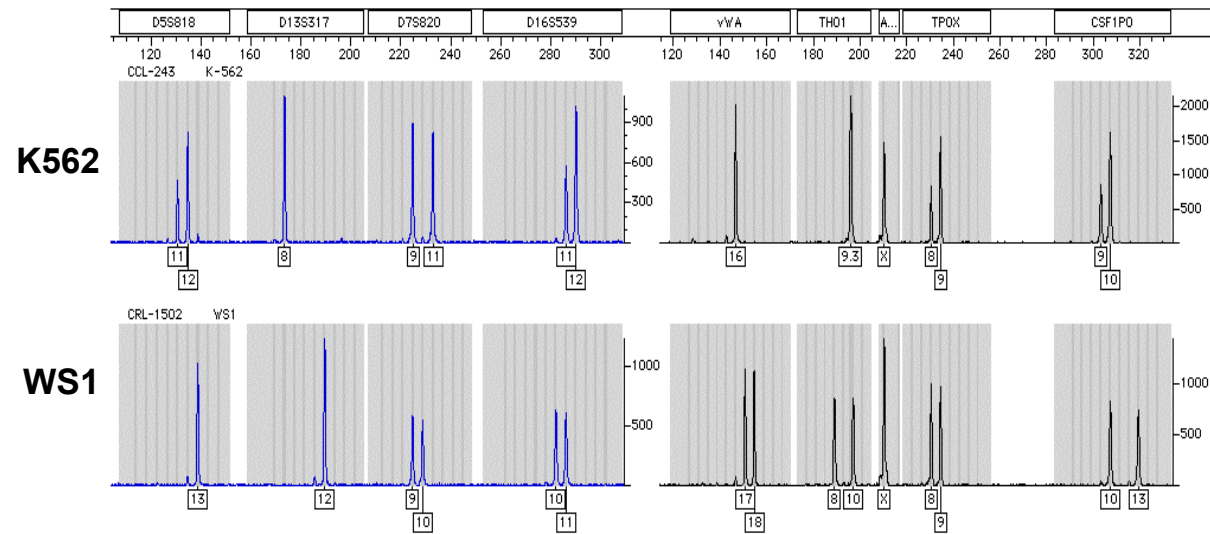 D5S818 D13S317 D7S820 D16S539 vWA TH01 A... TPOX CSF1PO
120 140 160 180 200 220 240 260 280 300 120 140 160 180 200 220 240 260 280 300 320
CCL-243 K-562
K562
900
600
300
2000
1500
1000
500
11 8 9 11 11 16 9.3 X 8 9
12 12 9 10
CRL-1502 WS1
WS1
1000
500
1000
500
13 12 9 10 17 8 10 X 8 10 13
10 11 18 9